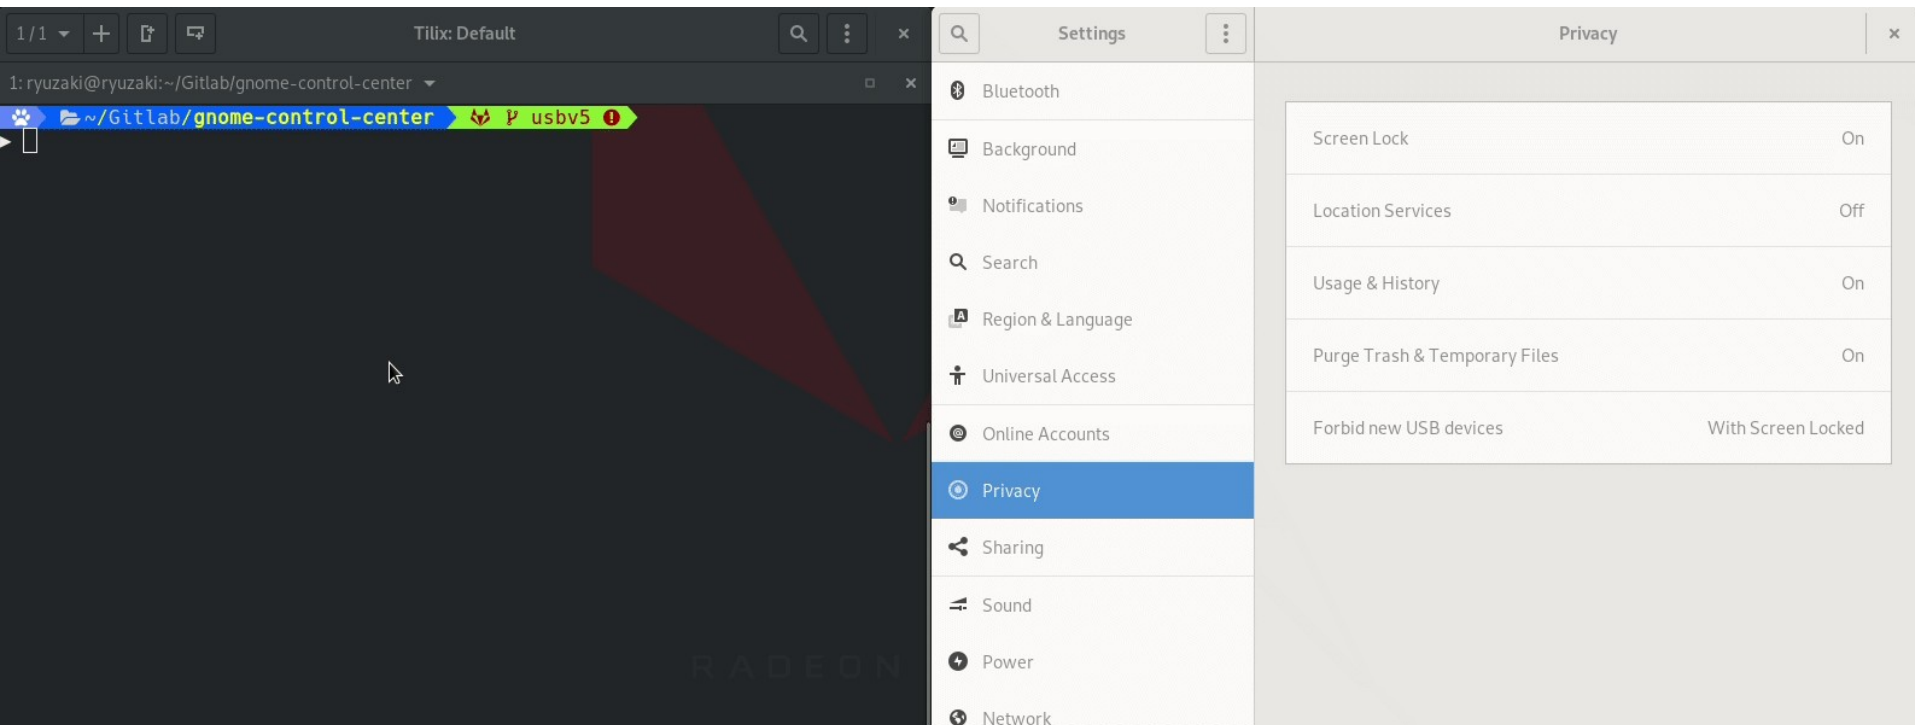 1 / 1
Tilix: Default
1: ryuzaki@ryuzaki:~/Gitlab/gnome-control-center
~/Gitlab/gnome-control-center usbv5
RADEON
Settings
Bluetooth
Background
Notifications
Search
Region & Language
Universal Access
Online Accounts
Privacy
Sharing
Sound
Power
Network
Privacy
Screen Lock On
Location Services Off
Usage & History On
Purge Trash & Temporary Files On
Forbid new USB devices With Screen Locked